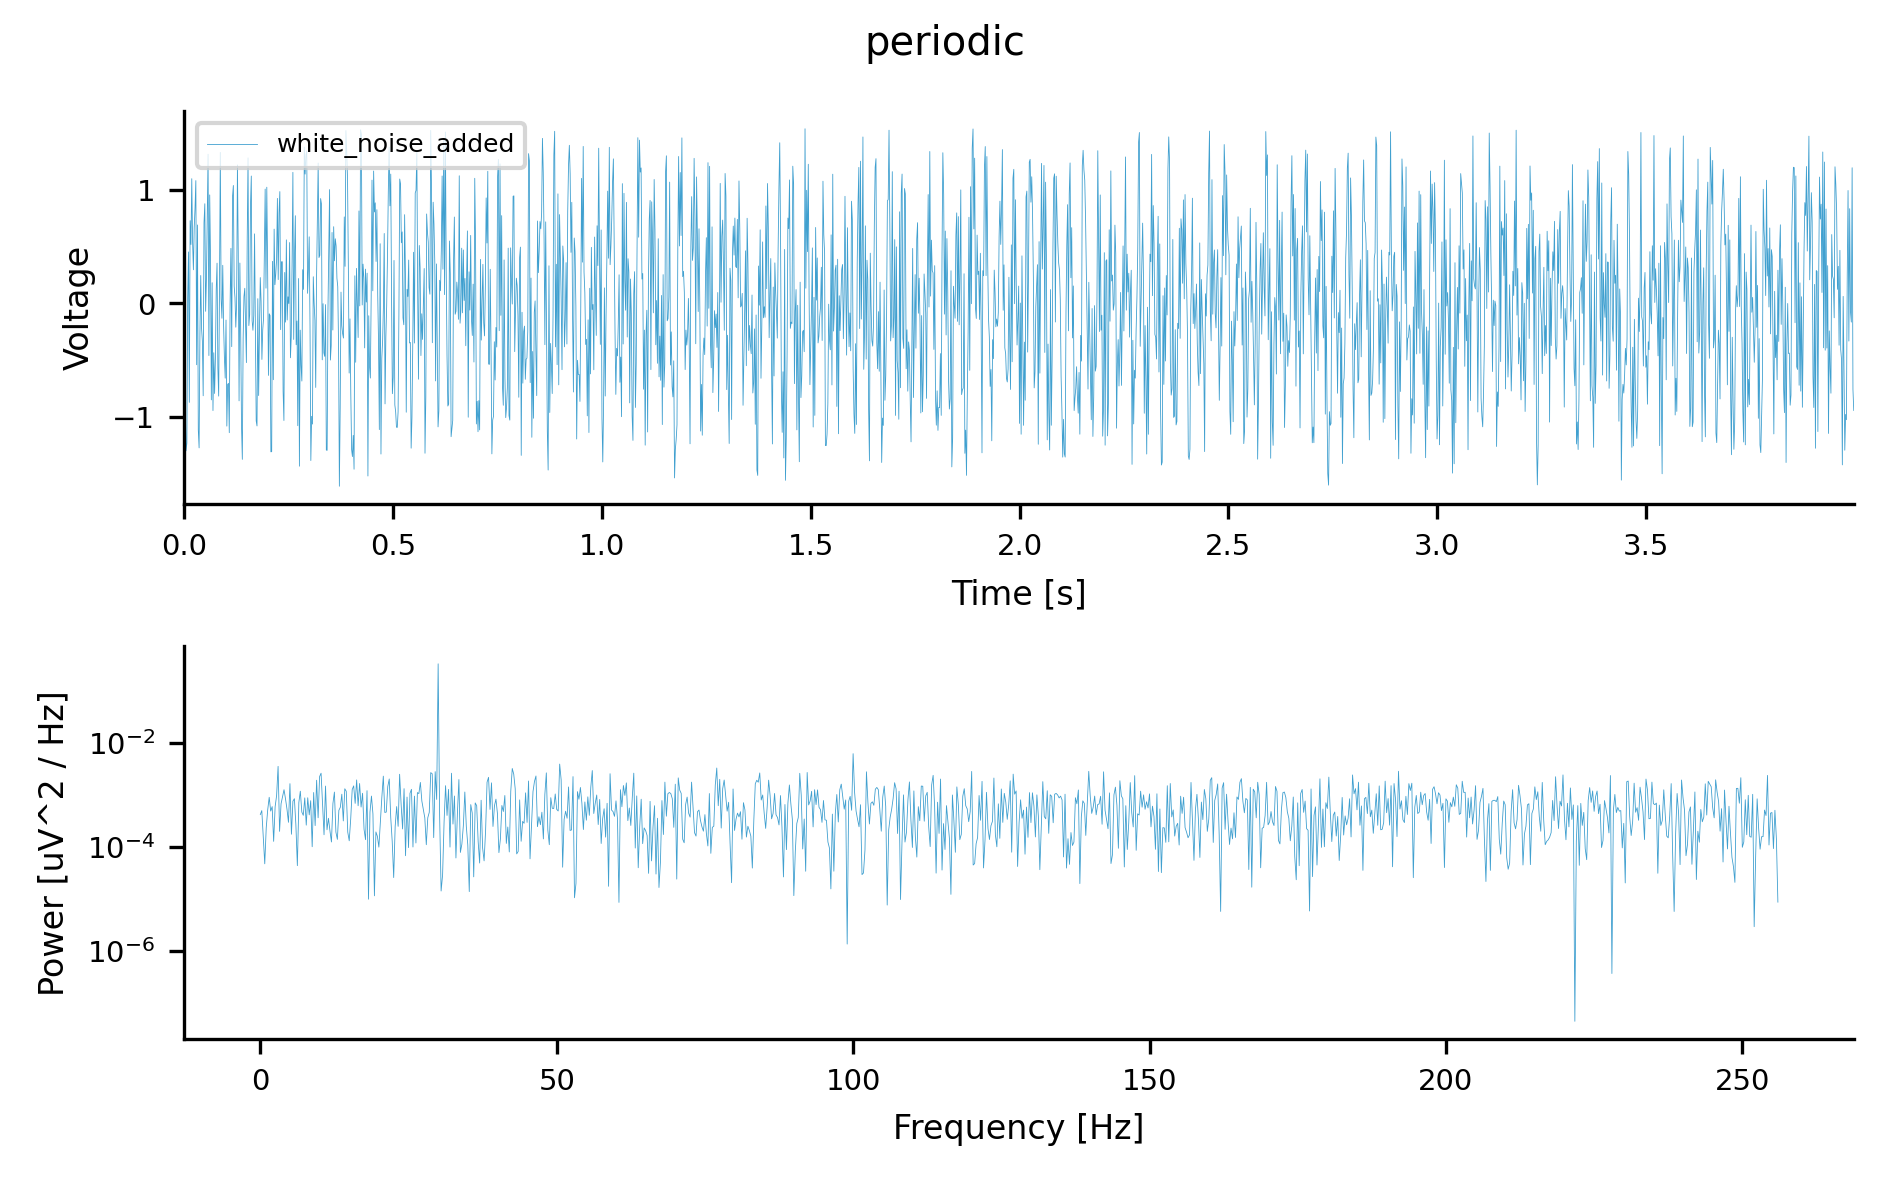 periodic
white_noise_added
1
0
−1
Voltage
0.0 0.5 1.0 1.5 2.0 2.5 3.0 3.5
Time [s]
10⁻²
10⁻⁴
10⁻⁶
Power [uV^2 / Hz]
0 50 100 150 200 250
Frequency [Hz]